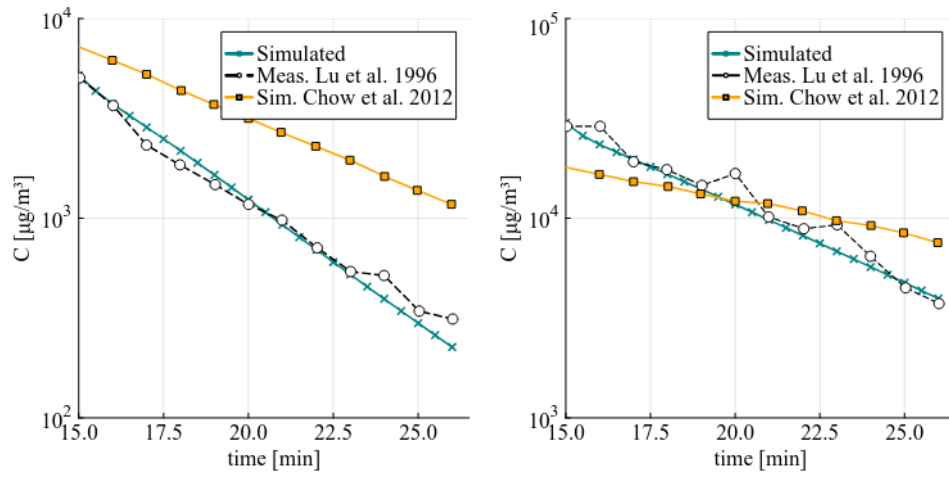 10⁴
Simulated
Meas. Lu et al. 1996
Sim. Chow et al. 2012
10³
C [μg/m³]
10²
15.0 17.5 20.0 22.5 25.0
time [min]
10⁵
Simulated
Meas. Lu et al. 1996
Sim. Chow et al. 2012
10⁴
C [μg/m³]
10³
15.0 17.5 20.0 22.5 25.0
time [min]